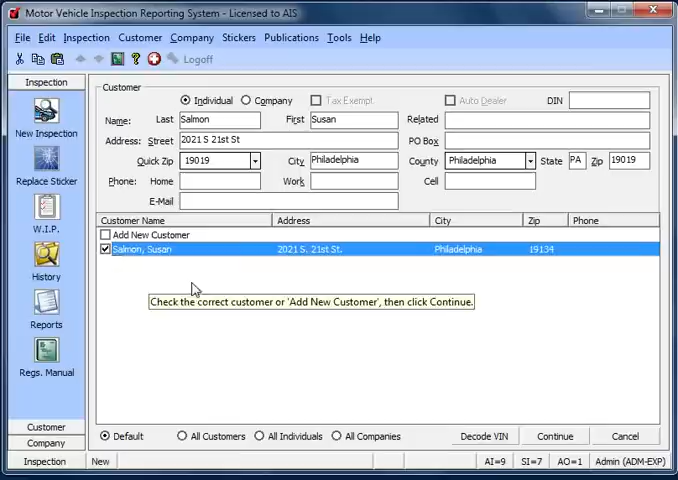 Motor Vehicle Inspection Reporting System - Licensed to AIS
File Edit Inspection Customer Company Stickers Publications Tools Help
Logoff
Inspection
New Inspection
Replace Sticker
W.I.P.
History
Reports
Regs. Manual
Customer
Company
Customer
Individual Company Tax Exempt Auto Dealer DIN
Name: Last Salmon First Susan Related
Address: Street 2021 S 21st St PO Box
Quick Zip 19019 City Philadelphia County Philadelphia State PA Zip 19019
Phone: Home Work Cell
E-Mail
Customer Name Address City Zip Phone
Add New Customer
Salmon, Susan 2021 S. 21st St. Philadelphia 19134
Check the correct customer or 'Add New Customer', then click Continue.
Default All Customers All Individuals All Companies Decode VIN Continue Cancel
Inspection New AI=9 SI=7 AO=1 Admin (ADM-EXP)